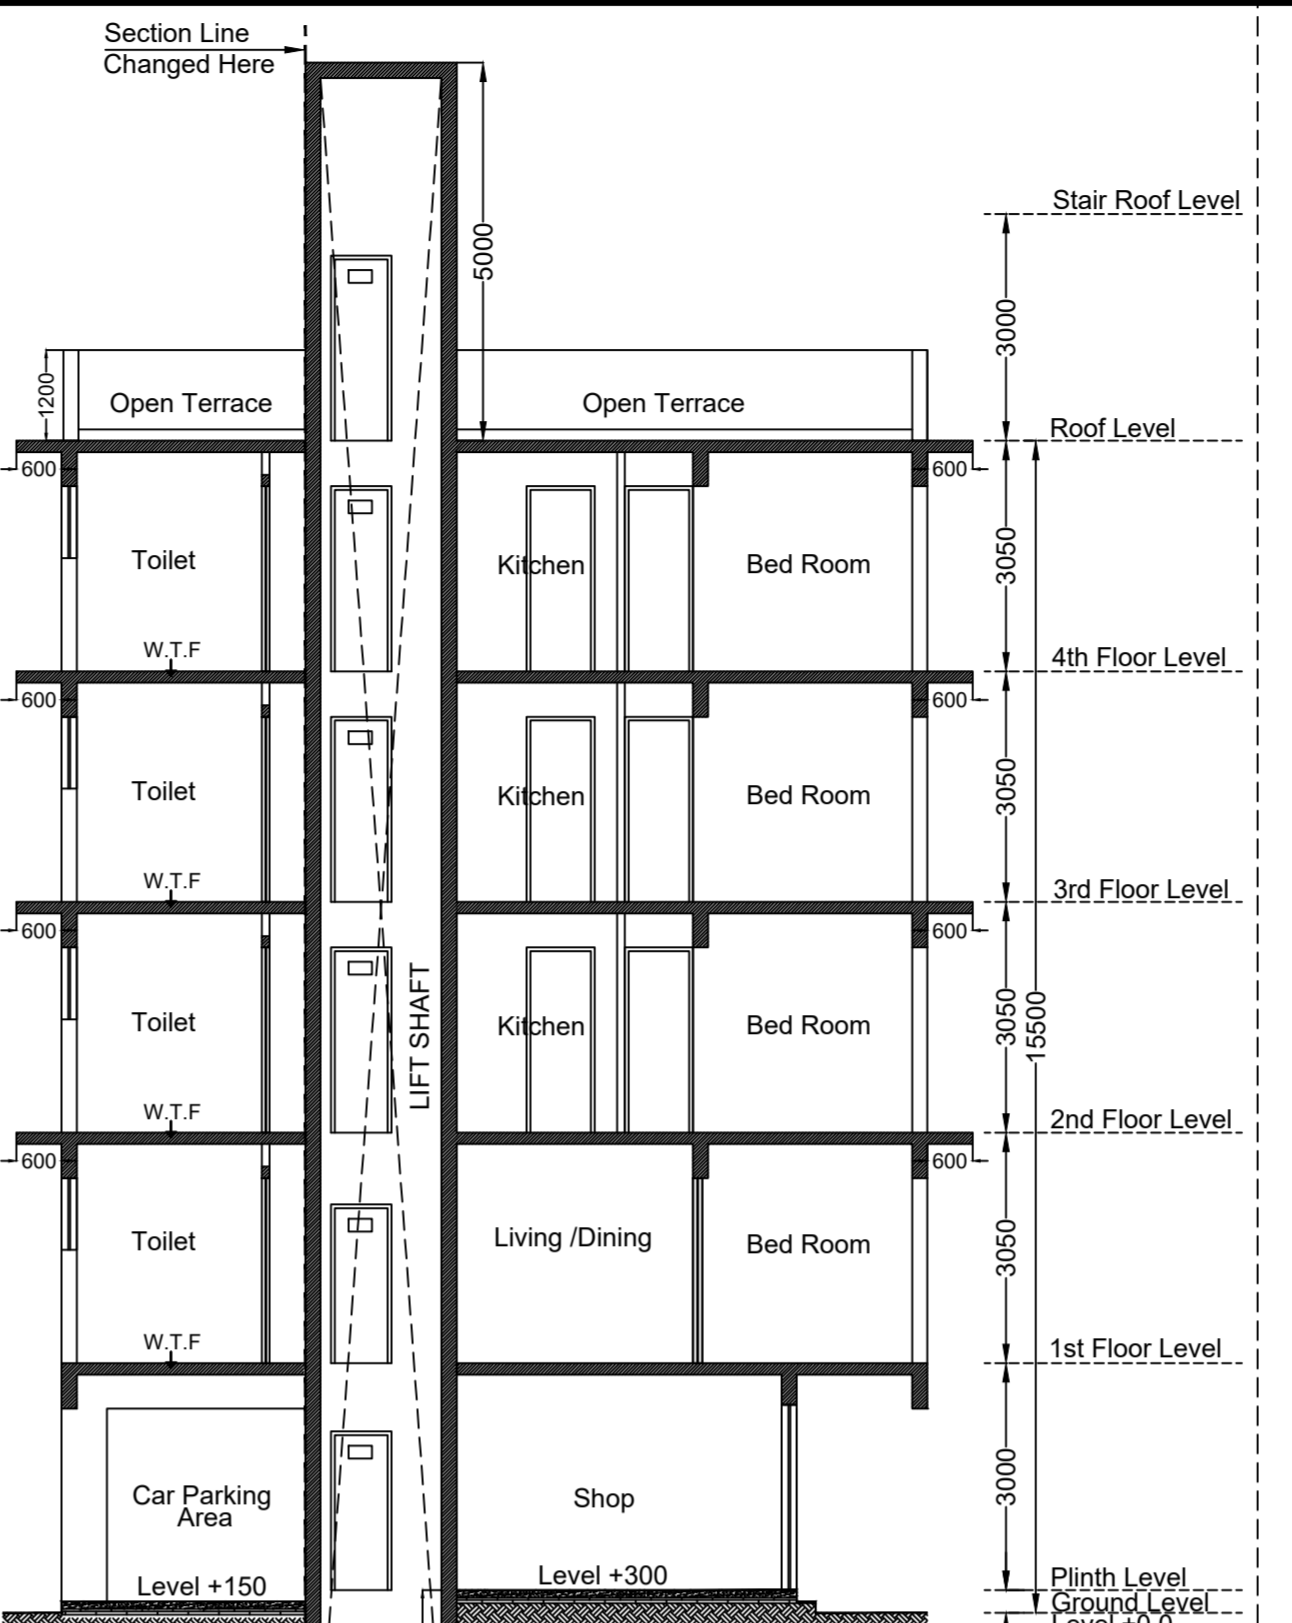 Section Line
Changed Here
Stair Roof Level
5000
3000
1200
Open Terrace
Open Terrace
Roof Level
600
600
Toilet
Kitchen
Bed Room
3050
W.T.F
4th Floor Level
600
600
Toilet
Kitchen
Bed Room
3050
W.T.F
3rd Floor Level
600
600
Toilet
LIFT SHAFT
Kitchen
Bed Room
3050
15500
W.T.F
2nd Floor Level
600
600
Toilet
Living /Dining
Bed Room
3050
W.T.F
1st Floor Level
Car Parking
Area
Shop
3000
Level +150
Level +300
Plinth Level
Ground Level
Level +0.0